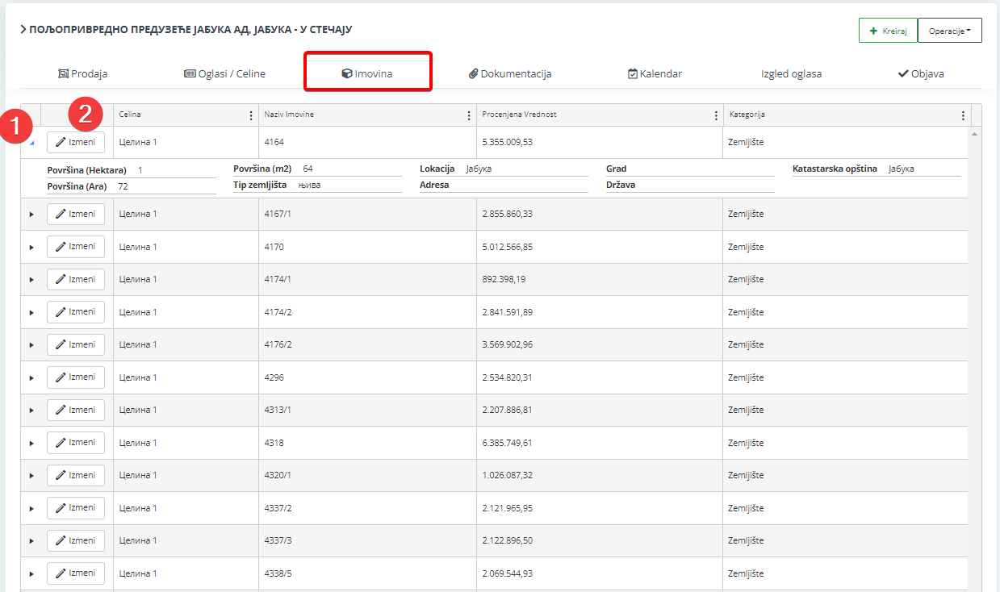 ПОЉОПРИВРЕДНО ПРЕДУЗЕЋЕ ЈАБУКА АД, ЈАБУКА - У СТЕЧАЈУ
Kreiraj Operacije
Prodaja Oglasi / Celine Imovina Dokumentacija Kalendar Izgled oglasa Objava
1 2 Celina Naziv Imovine Procenjena Vrednost Kategorija
Izmeni Целина 1 4164 5.355.009,53 Zemljište
Površina (Hektara) 1 Površina (m2) 64 Lokacija Јабука Grad Katastarska opština Јабука
Površina (Ara) 72 Tip zemljišta њива Adresa Država
Izmeni Целина 1 4167/1 2.855.860,33 Zemljište
Izmeni Целина 1 4170 5.012.566,85 Zemljište
Izmeni Целина 1 4174/1 892.398,19 Zemljište
Izmeni Целина 1 4174/2 2.841.591,89 Zemljište
Izmeni Целина 1 4176/2 3.569.902,96 Zemljište
Izmeni Целина 1 4296 2.534.820,31 Zemljište
Izmeni Целина 1 4313/1 2.207.886,81 Zemljište
Izmeni Целина 1 4318 6.385.749,61 Zemljište
Izmeni Целина 1 4320/1 1.026.087,32 Zemljište
Izmeni Целина 1 4337/2 2.121.965,95 Zemljište
Izmeni Целина 1 4337/3 2.122.896,50 Zemljište
Izmeni Целина 1 4338/5 2.069.544,93 Zemljište